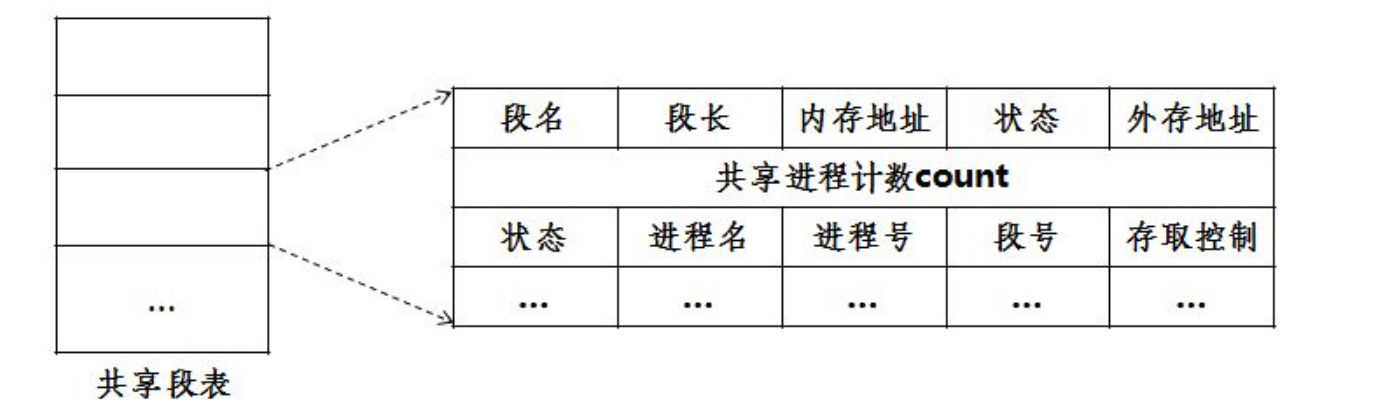 段名 段长 内存地址 状态 外存地址
共享进程计数count
状态 进程名 进程号 段号 存取控制
... ... ... ... ...
...
共享段表